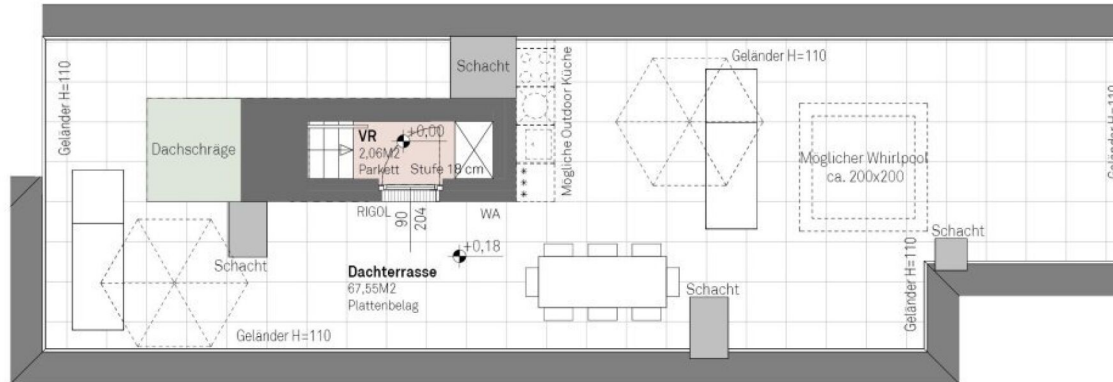 Geländer H=110
Geländer H=110
Schacht
Mögliche Outdoor Küche
Geländer H=110
Dachschräge
VR
2,06M2
Parkett
+0,00
Stufe 18 cm
Möglicher Whirlpool
ca. 200x200
RIGOL
90
204
WA
+0,18
Schacht
Dachterrasse
67,55M2
Plattenbelag
Schacht
Schacht
Geländer H=110
Geländer H=110